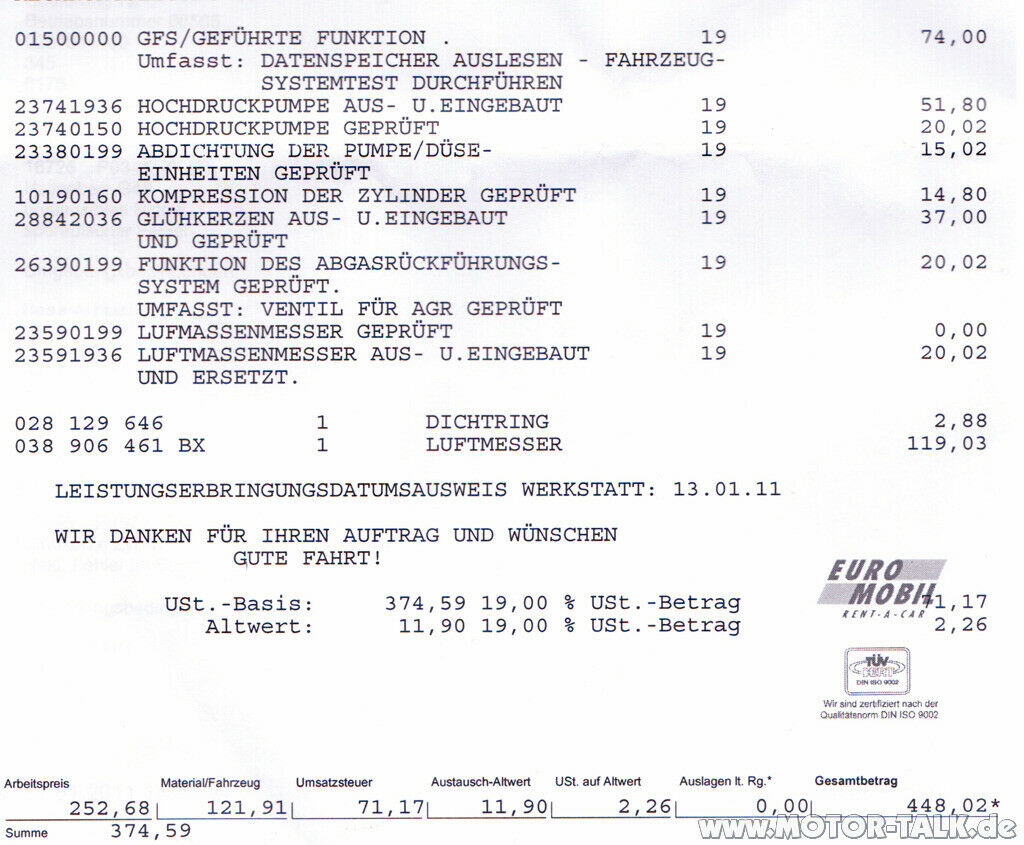 01500000 GFS/GEFÜHRTE FUNKTION . 19 74,00
Umfasst: DATENSPEICHER AUSLESEN - FAHRZEUG-
SYSTEMTEST DURCHFÜHREN
23741936 HOCHDRUCKPUMPE AUS- U.EINGEBAUT 19 51,80
23740150 HOCHDRUCKPUMPE GEPRÜFT 19 20,02
23380199 ABDICHTUNG DER PUMPE/DÜSE- 19 15,02
EINHEITEN GEPRÜFT
10190160 KOMPRESSION DER ZYLINDER GEPRÜFT 19 14,80
28842036 GLÜHKERZEN AUS- U.EINGEBAUT 19 37,00
UND GEPRÜFT
26390199 FUNKTION DES ABGASRÜCKFÜHRUNGS- 19 20,02
SYSTEM GEPRÜFT.
UMFASST: VENTIL FÜR AGR GEPRÜFT
23590199 LUFMASSENMESSER GEPRÜFT 19 0,00
23591936 LUFTMASSENMESSER AUS- U.EINGEBAUT 19 20,02
UND ERSETZT.
028 129 646 1 DICHTRING 2,88
038 906 461 BX 1 LUFTMESSER 119,03
LEISTUNGSERBRINGUNGSDATUMSAUSWEIS WERKSTATT: 13.01.11
WIR DANKEN FÜR IHREN AUFTRAG UND WÜNSCHEN
GUTE FAHRT!
EURO
MOBIL
RENT-A-CAR
USt.-Basis: 374,59 19,00 % USt.-Betrag 71,17
Altwert: 11,90 19,00 % USt.-Betrag 2,26
TÜV
CERT
DIN ISO 9002
Wir sind zertifiziert nach der
Qualitätsnorm DIN ISO 9002
Arbeitspreis Material/Fahrzeug Umsatzsteuer Austausch-Altwert USt. auf Altwert Auslagen lt. Rg.* Gesamtbetrag
252,68 121,91 71,17 11,90 2,26 0,00 448,02*
Summe 374,59
www.MOTOR-TALK.de